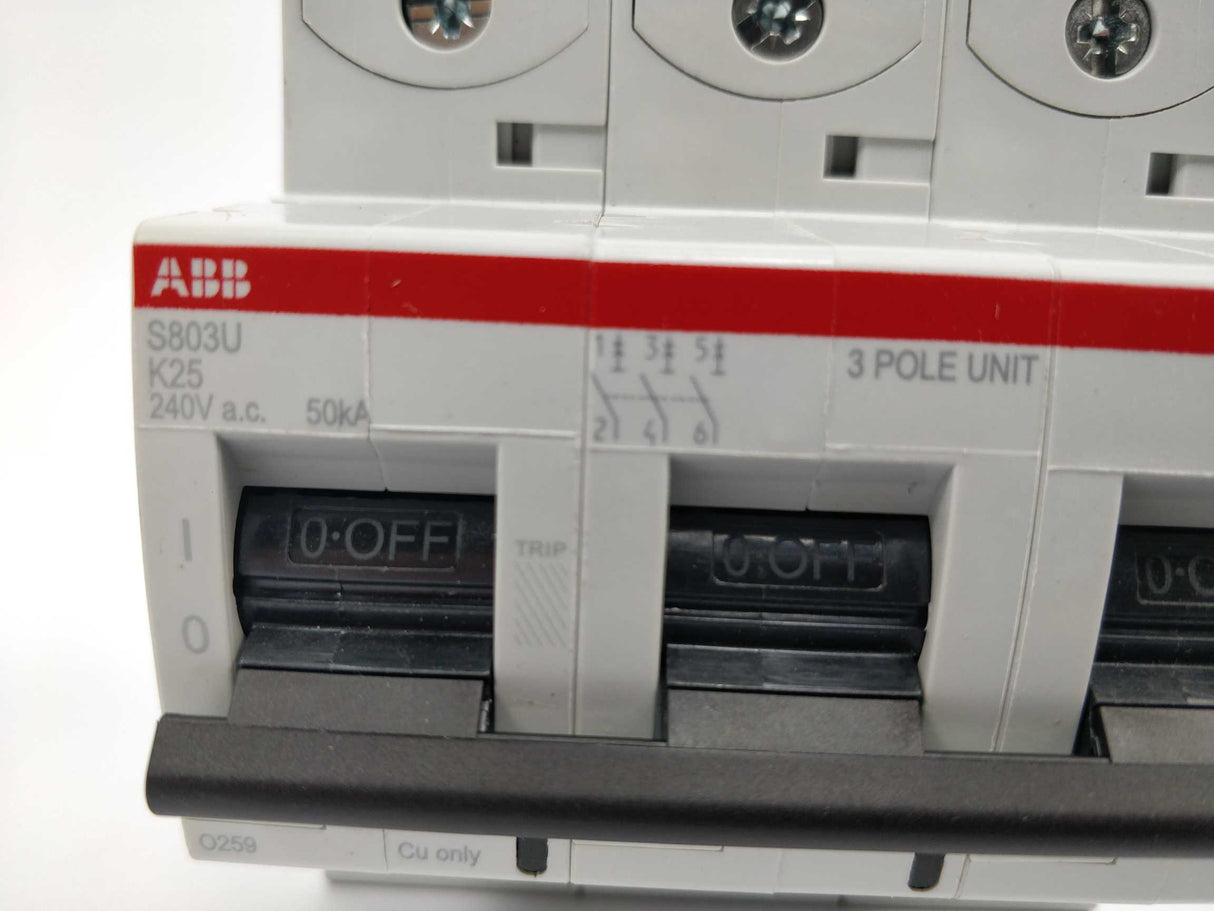 ABB
S803U
K25
240V a.c. 50kA
1 3 5
2 4 6
3 POLE UNIT
I
O
0·OFF
TRIP
0·OFF
O259
Cu only